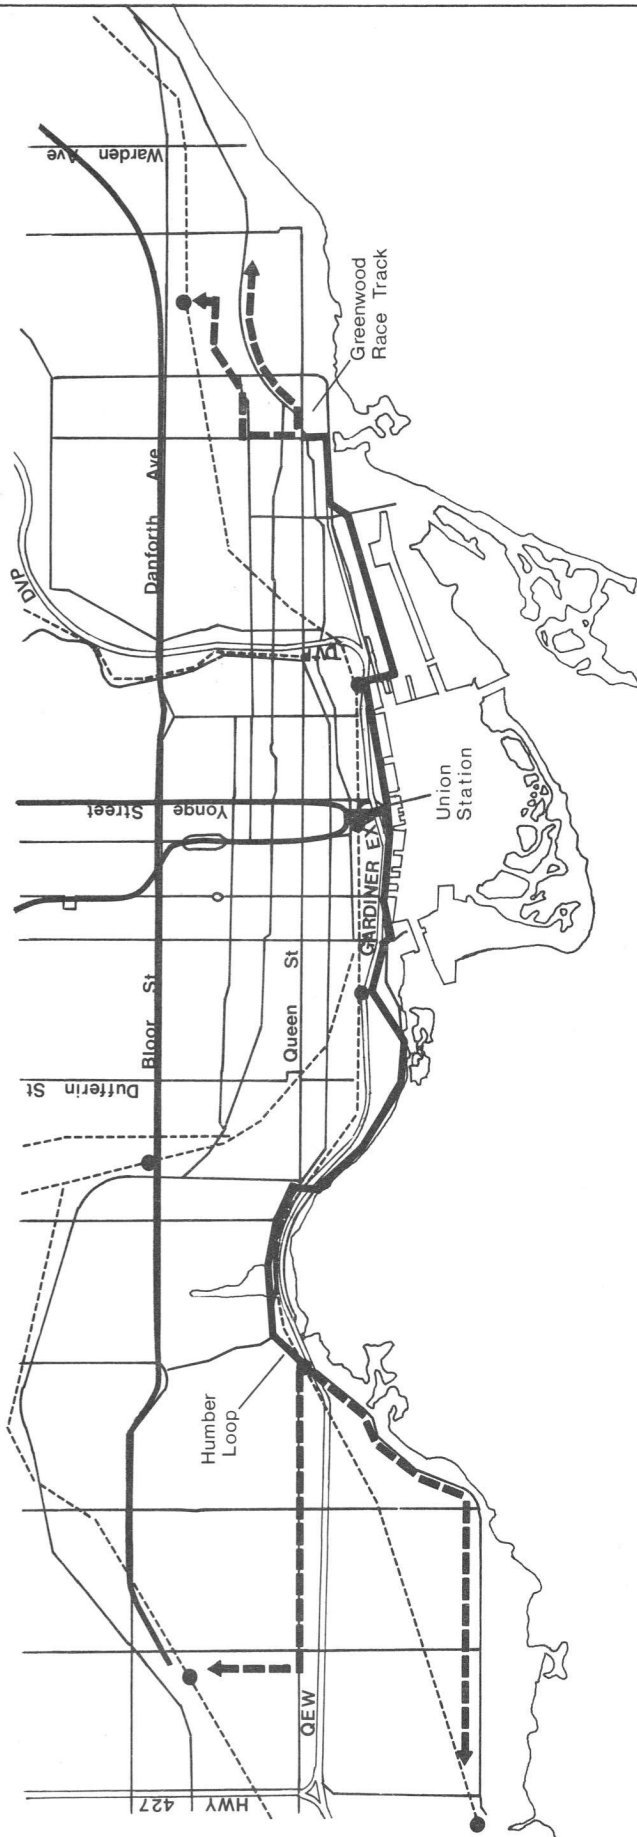 Warden Ave
Greenwood
Race Track
Danforth Ave
DVP
DVP
Yonge
Street
Union
Station
GARDINER EX
Bloor St
Queen St
Dufferin St
Humber
Loop
QEW
HWY 427